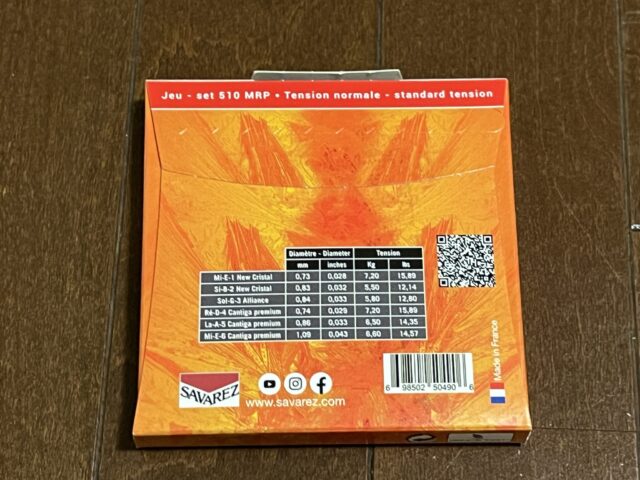 Jeu - set 510 MRP • Tension normale - standard tension
Diamètre - Diameter Tension
mm inches Kg lbs
Mi-E-1 New Cristal 0,73 0,028 7,20 15,89
Si-B-2 New Cristal 0,83 0,032 5,50 12,14
Sol-G-3 Alliance 0,84 0,033 5,80 12,80
Ré-D-4 Cantiga premium 0,74 0,029 7,20 15,89
La-A-5 Cantiga premium 0,86 0,033 6,50 14,35
Mi-E-6 Cantiga premium 1,09 0,043 6,60 14,57
Made in France
SAVAREZ
www.savarez.com
6 98502 50490 6